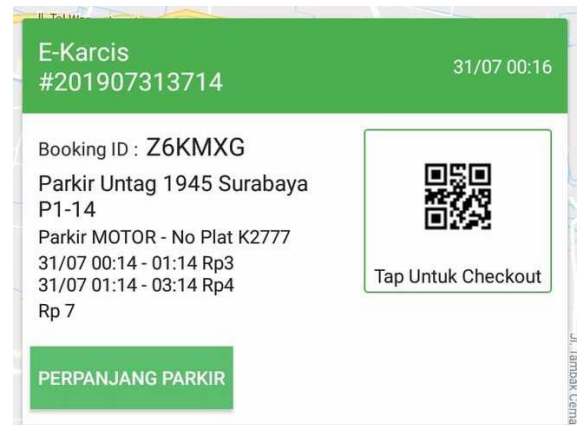 E-Karcis
#201907313714
31/07 00:16
Booking ID : Z6KMXG
Parkir Untag 1945 Surabaya
P1-14
Parkir MOTOR - No Plat K2777
31/07 00:14 - 01:14 Rp3
31/07 01:14 - 03:14 Rp4
Rp 7
Tap Untuk Checkout
PERPANJANG PARKIR